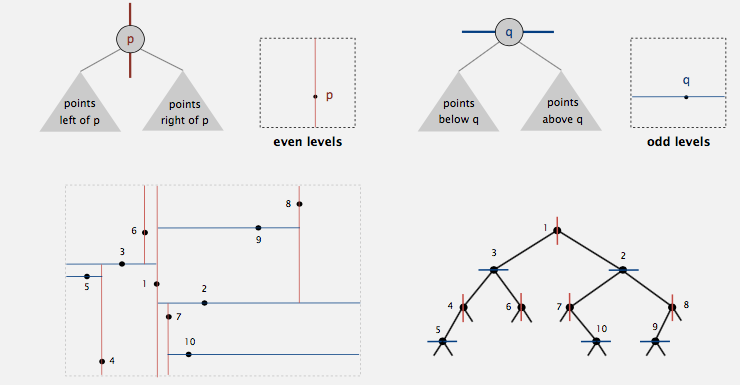 p
points
left of p
points
right of p
p
even levels
q
points
below q
points
above q
q
odd levels
8
6
9
3
1
5
2
7
10
4
1
3
2
4
6
7
8
5
10
9